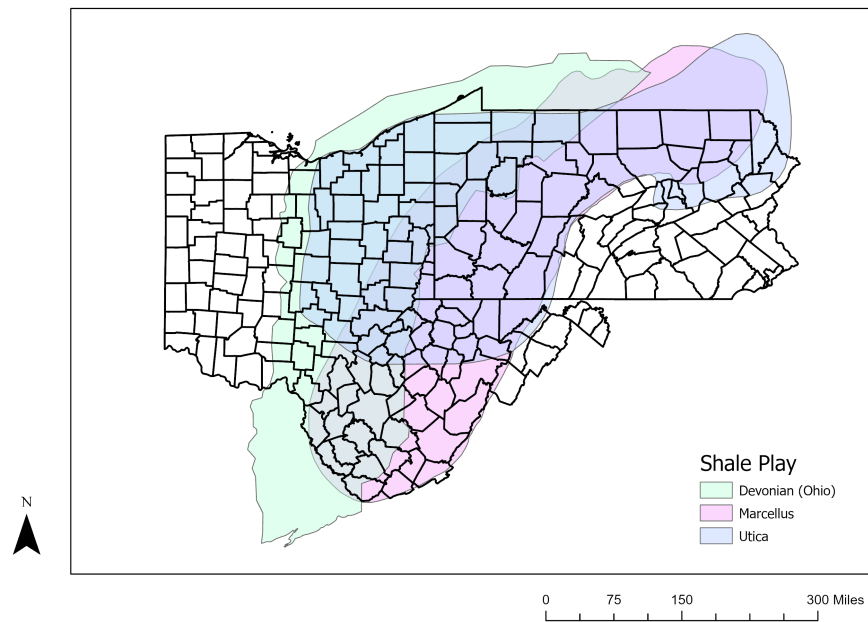 N
Shale Play
Devonian (Ohio)
Marcellus
Utica
0 75 150 300 Miles